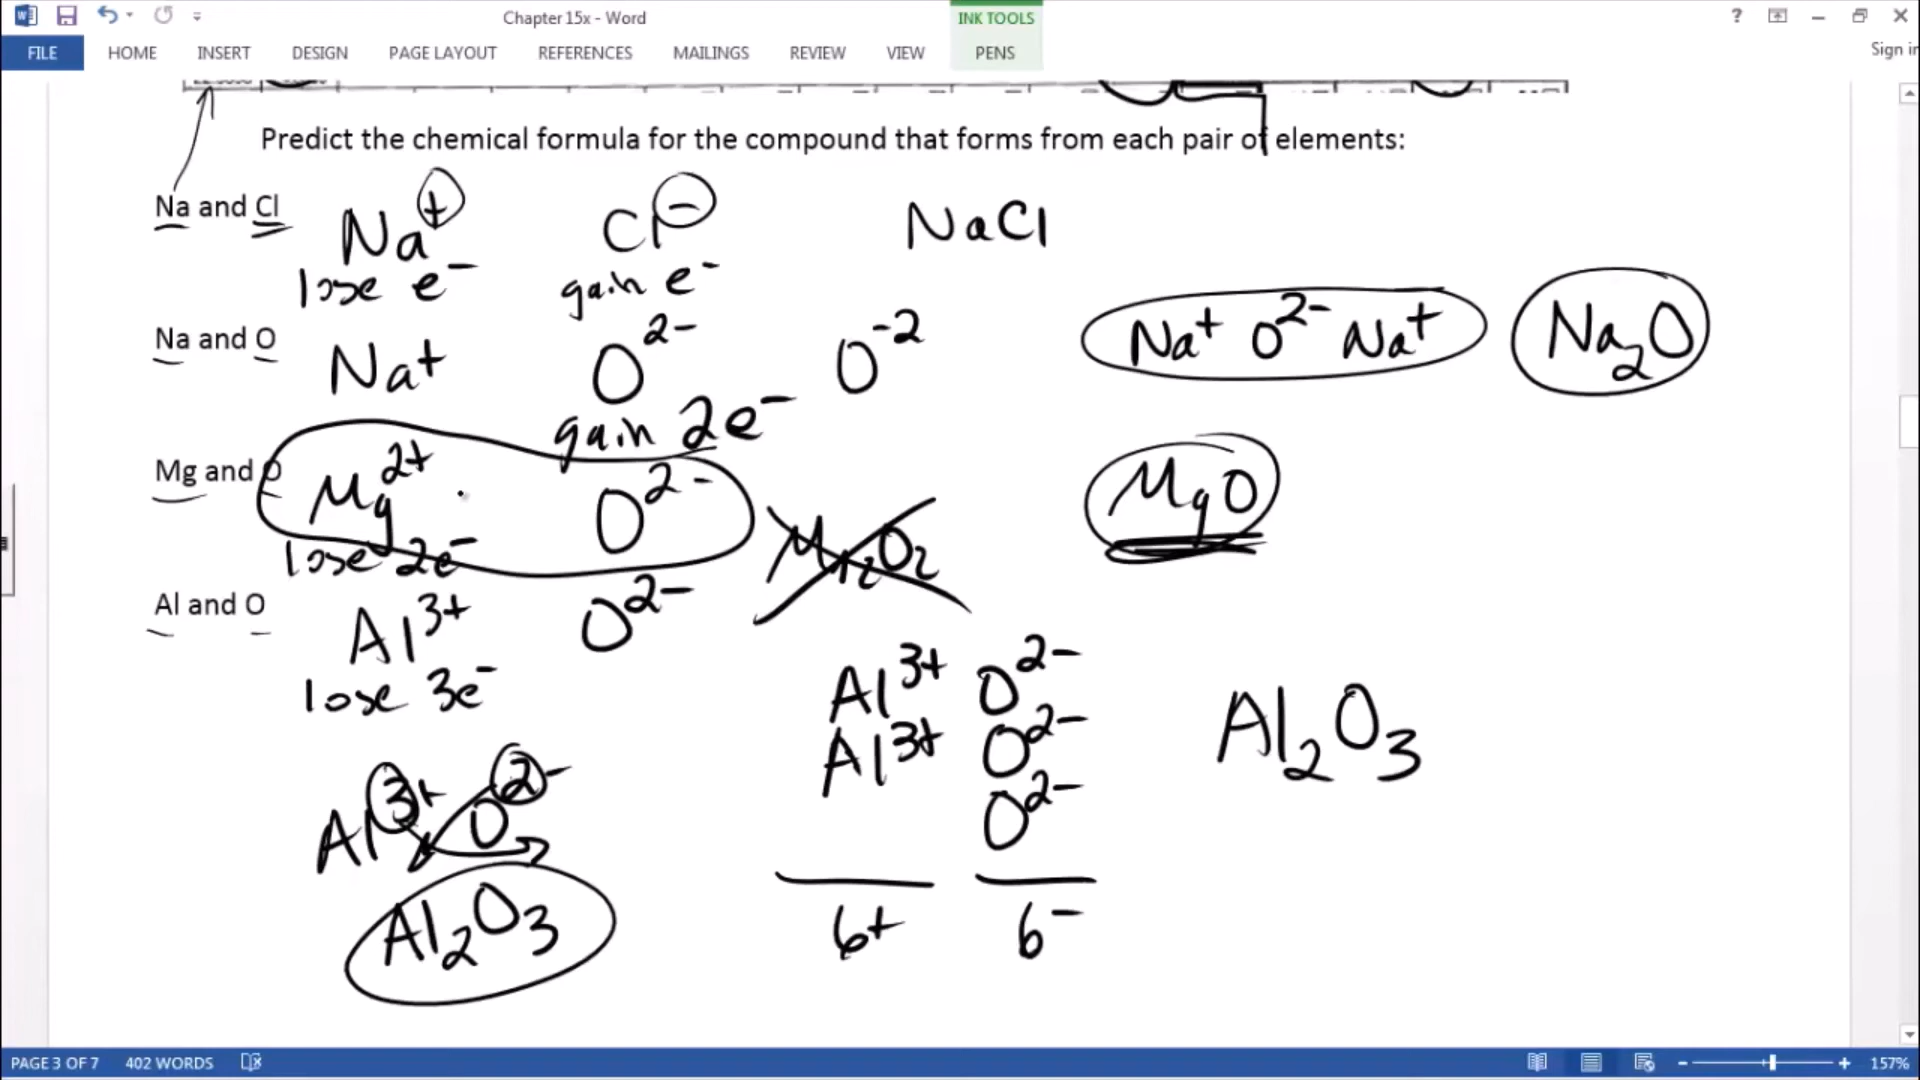 Chapter 15x - Word
INK TOOLS
?
FILE HOME INSERT DESIGN PAGE LAYOUT REFERENCES MAILINGS REVIEW VIEW PENS
Sign in
Predict the chemical formula for the compound that forms from each pair of elements:
Na and Cl Na⁺ Cl⁻ NaCl
lose e⁻ gain e⁻
Na and O Na⁺ O²⁻ O⁻² Na⁺ O²⁻ Na⁺ Na₂O
gain 2e⁻
Mg and O Mg²⁺ O²⁻ MgO
lose 2e⁻ Mg₂O₂
Al and O Al³⁺ O²⁻
lose 3e⁻
Al³⁺ O²⁻
Al³⁺ O²⁻ Al₂O₃
O²⁻
Al³⁺ O²⁻
Al₂O₃ 6+ 6⁻
PAGE 3 OF 7 402 WORDS 157%